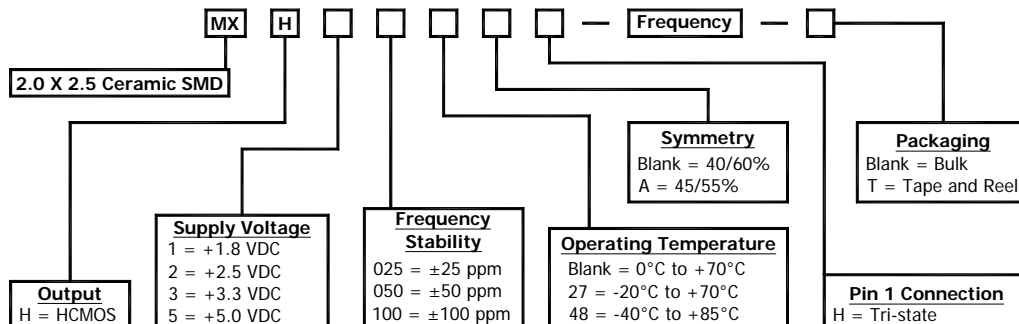 MX H — Frequency —
2.0 X 2.5 Ceramic SMD
Symmetry
Blank = 40/60%
A = 45/55%
Packaging
Blank = Bulk
T = Tape and Reel
Supply Voltage
1 = +1.8 VDC
2 = +2.5 VDC
3 = +3.3 VDC
5 = +5.0 VDC
Frequency
Stability
025 = ±25 ppm
050 = ±50 ppm
100 = ±100 ppm
Operating Temperature
Blank = 0°C to +70°C
27 = -20°C to +70°C
48 = -40°C to +85°C
Output
H = HCMOS
Pin 1 Connection
H = Tri-state